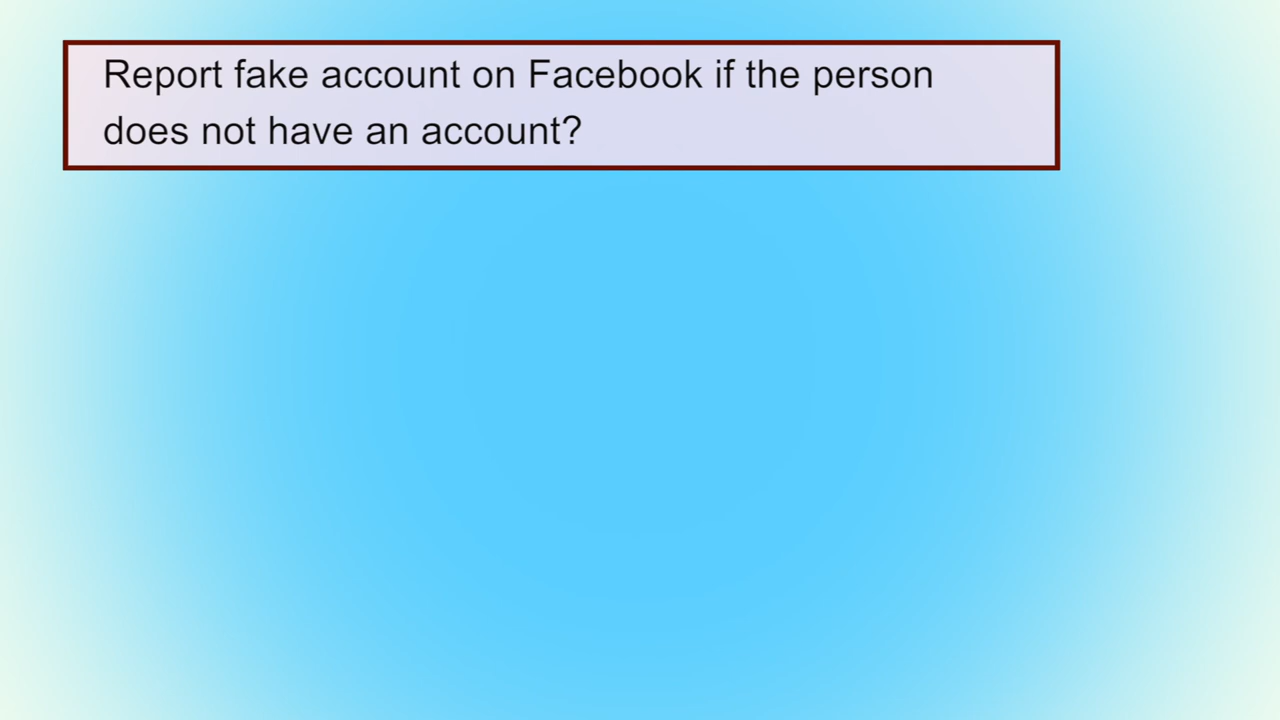 Report fake account on Facebook if the person
does not have an account?